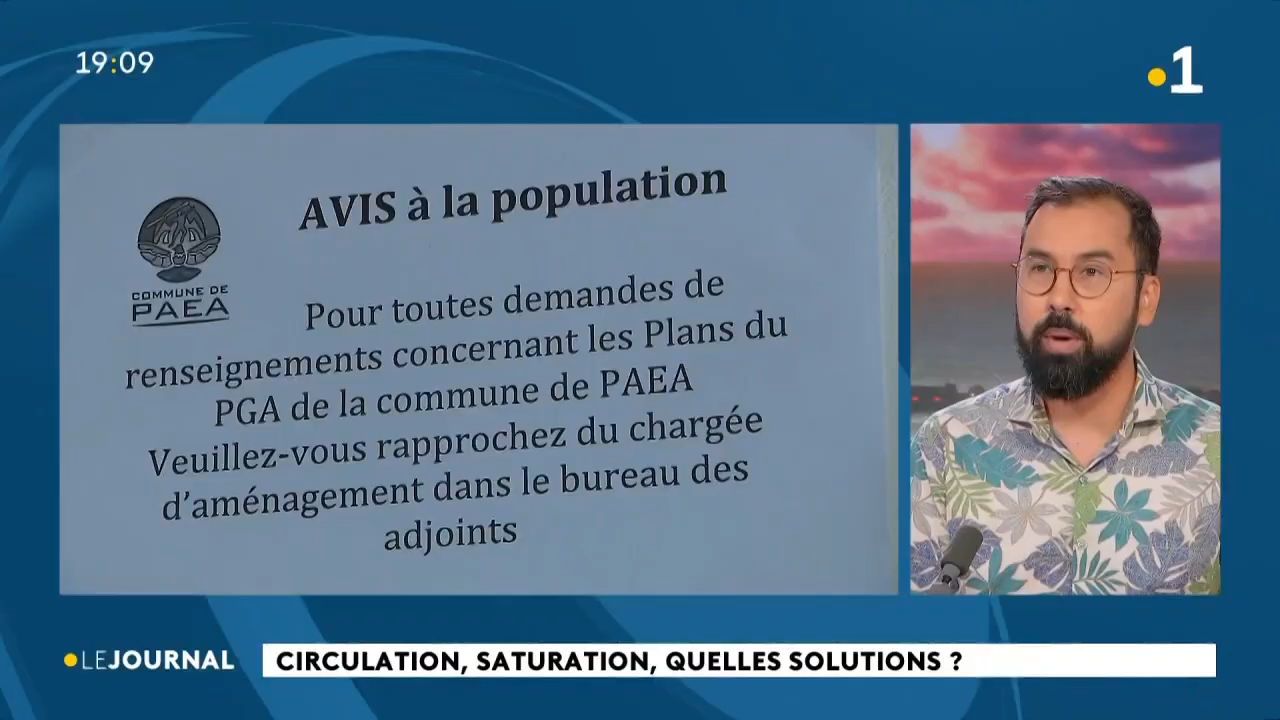 19:09
1
AVIS à la population
COMMUNE DE
PAEA
Pour toutes demandes de
renseignements concernant les Plans du
PGA de la commune de PAEA
Veuillez-vous rapprochez du chargée
d'aménagement dans le bureau des
adjoints
LEJOURNAL
CIRCULATION, SATURATION, QUELLES SOLUTIONS ?